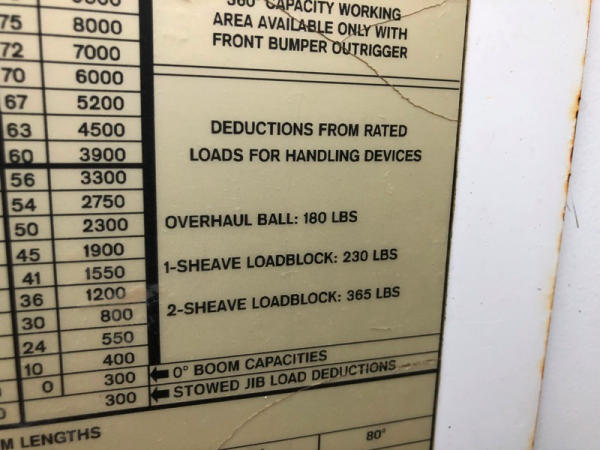 360° CAPACITY WORKING
AREA AVAILABLE ONLY WITH
FRONT BUMPER OUTRIGGER
75 8000
72 7000
70 6000
67 5200
63 4500
60 3900
56 3300
54 2750
50 2300
45 1900
41 1550
36 1200
30 800
24 550
10 400
0 300
300
DEDUCTIONS FROM RATED
LOADS FOR HANDLING DEVICES
OVERHAUL BALL: 180 LBS
1-SHEAVE LOADBLOCK: 230 LBS
2-SHEAVE LOADBLOCK: 365 LBS
0° BOOM CAPACITIES
STOWED JIB LOAD DEDUCTIONS
M LENGTHS
80°